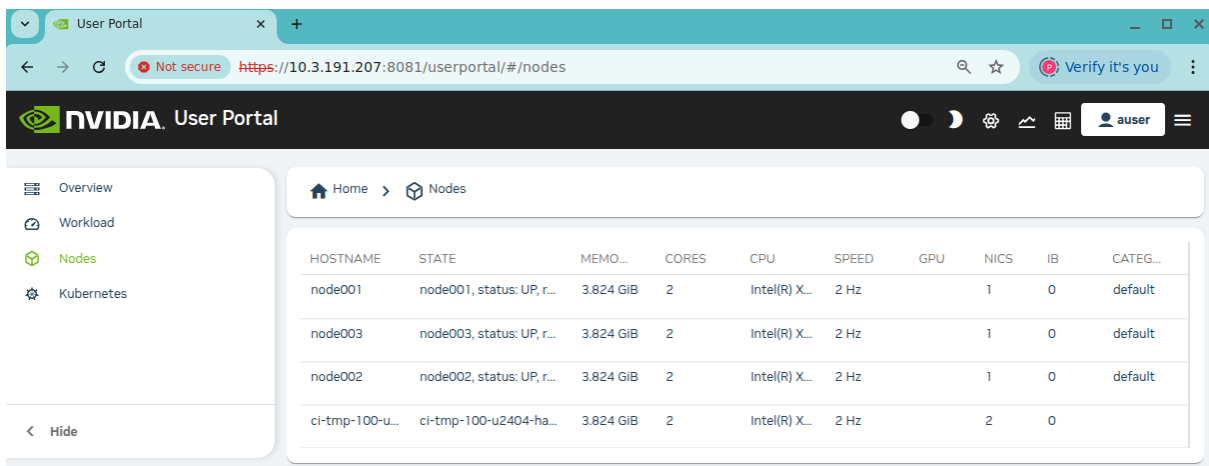 User Portal
Not secure https://10.3.191.207:8081/userportal/#/nodes Verify it's you
NVIDIA. User Portal auser
Overview
Workload
Nodes
Kubernetes
Hide
Home > Nodes
HOSTNAME STATE MEMO... CORES CPU SPEED GPU NICS IB CATEG...
node001 node001, status: UP, r... 3.824 GiB 2 Intel(R) X... 2 Hz 1 0 default
node003 node003, status: UP, r... 3.824 GiB 2 Intel(R) X... 2 Hz 1 0 default
node002 node002, status: UP, r... 3.824 GiB 2 Intel(R) X... 2 Hz 1 0 default
ci-tmp-100-u... ci-tmp-100-u2404-ha... 3.824 GiB 2 Intel(R) X... 2 Hz 2 0